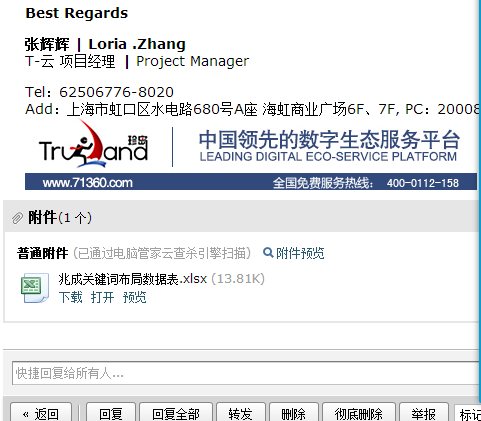 Best Regards
张辉辉 | Loria .Zhang
T-云 项目经理 | Project Manager
Tel：62506776-8020
Add：上海市虹口区水电路680号A座 海虹商业广场6F、7F, PC：20008
Trueland 珍岛 中国领先的数字生态服务平台
LEADING DIGITAL ECO-SERVICE PLATFORM
www.71360.com 全国免费服务热线： 400-0112-158
附件(1 个)
普通附件 (已通过电脑管家云查杀引擎扫描) 附件预览
兆成关键词布局数据表.xlsx (13.81K)
下载 打开 预览
快捷回复给所有人...
« 返回 回复 回复全部 转发 删除 彻底删除 举报 标记